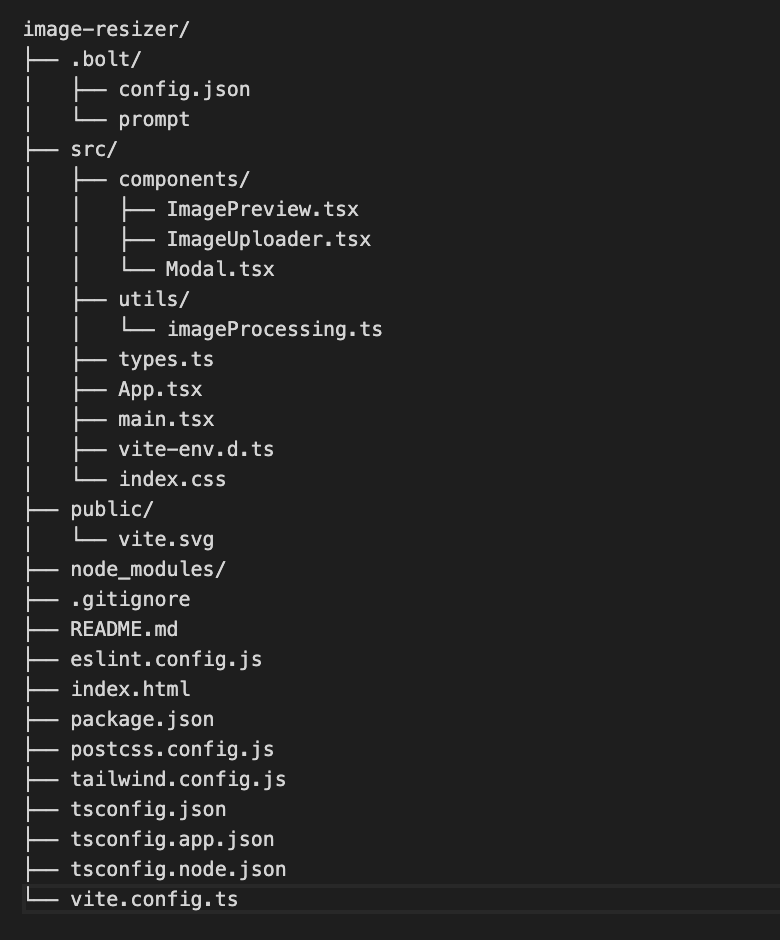 image-resizer/
├── .bolt/
│   ├── config.json
│   └── prompt
├── src/
│   ├── components/
│   │   ├── ImagePreview.tsx
│   │   ├── ImageUploader.tsx
│   │   └── Modal.tsx
│   ├── utils/
│   │   └── imageProcessing.ts
│   ├── types.ts
│   ├── App.tsx
│   ├── main.tsx
│   ├── vite-env.d.ts
│   └── index.css
├── public/
│   └── vite.svg
├── node_modules/
├── .gitignore
├── README.md
├── eslint.config.js
├── index.html
├── package.json
├── postcss.config.js
├── tailwind.config.js
├── tsconfig.json
├── tsconfig.app.json
├── tsconfig.node.json
└── vite.config.ts